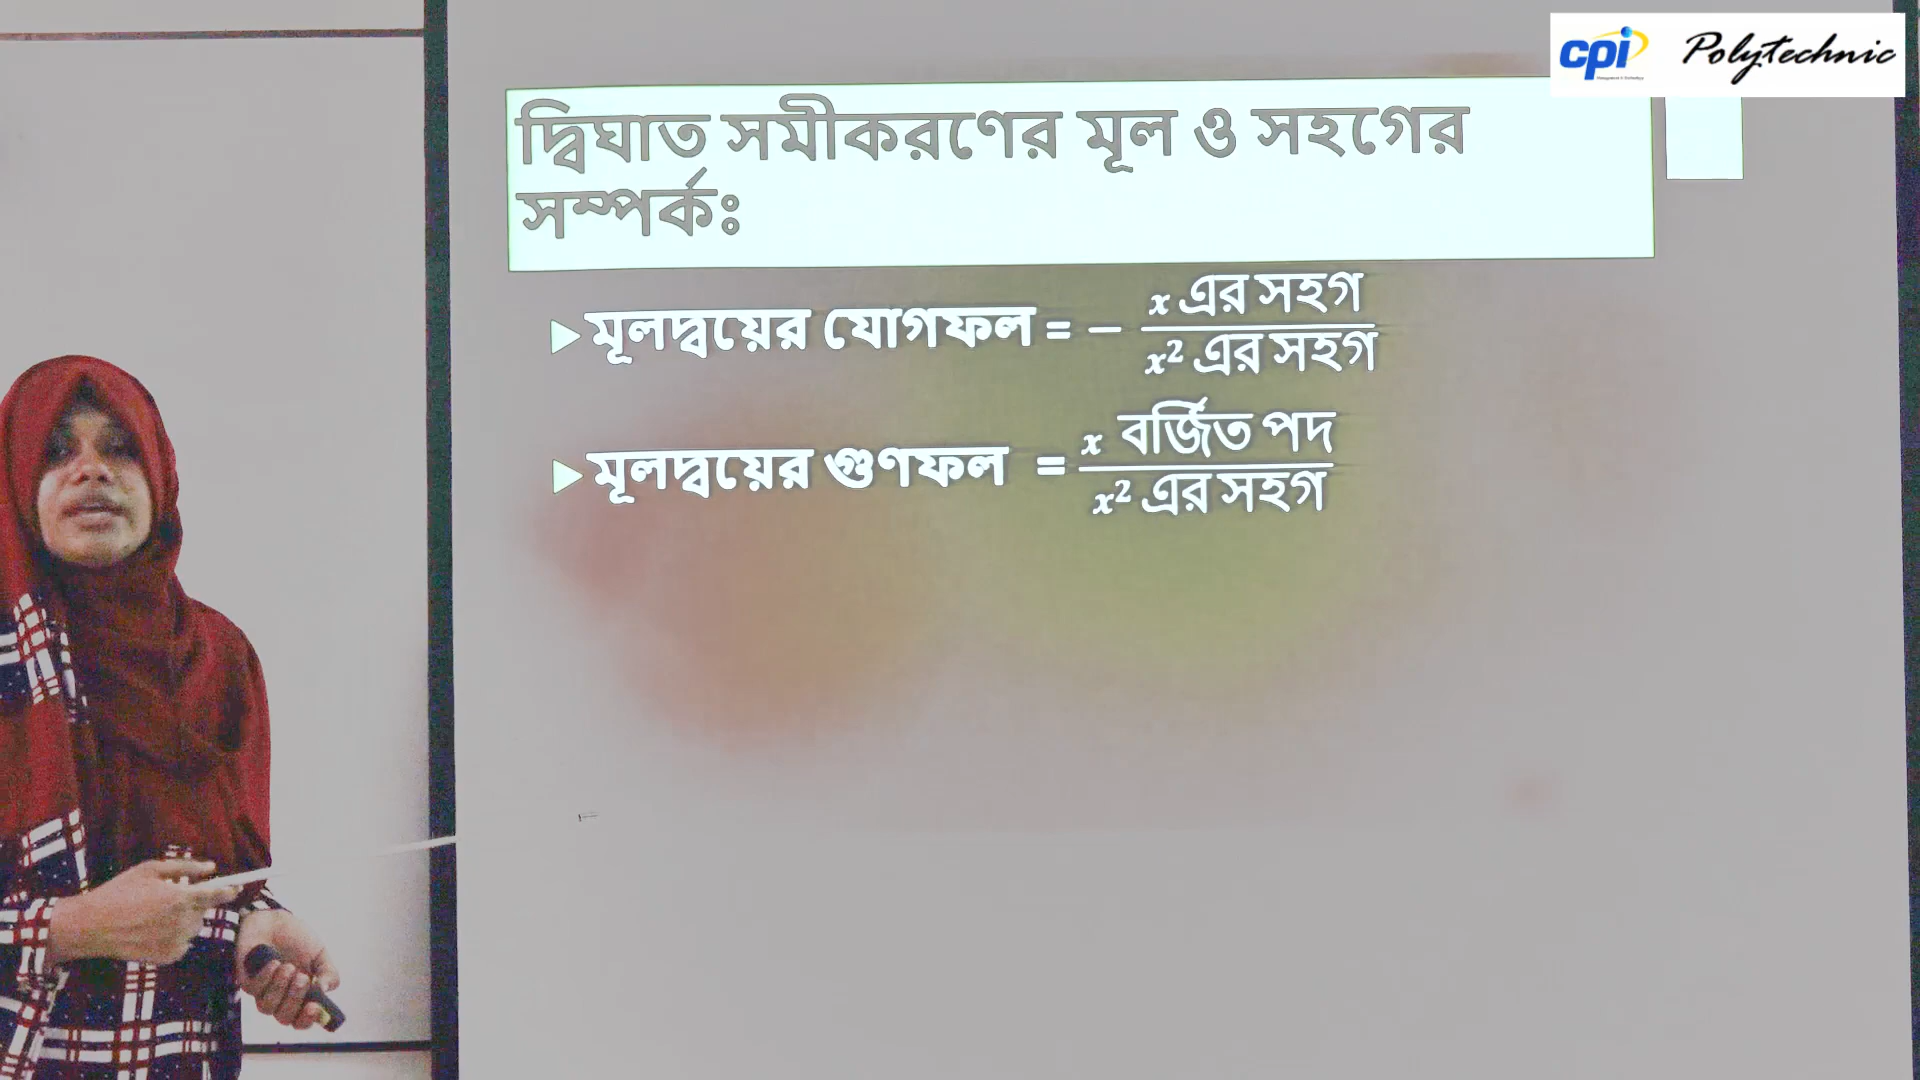 cpi Polytechnic
দ্বিঘাত সমীকরণের মূল ও সহগের
সম্পর্কঃ
মূলদ্বয়ের যোগফল = − x এর সহগ / x² এর সহগ
মূলদ্বয়ের গুণফল = x বর্জিত পদ / x² এর সহগ